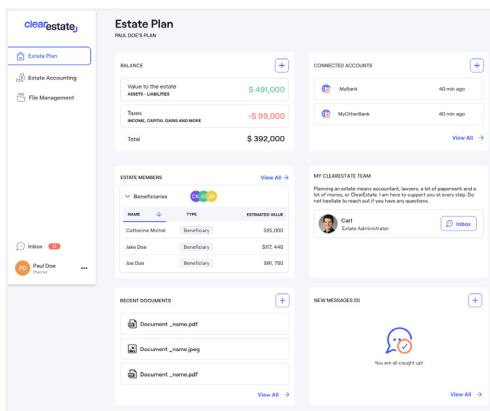 clearestate
Estate Plan
Estate Accounting
File Management
Inbox
PD
Paul Doe
Planner
Estate Plan
PAUL DOE'S PLAN
BALANCE
Value to the estate
ASSETS - LIABILITIES
$ 491,000
Taxes
INCOME, CAPITAL GAINS AND MORE
-$ 99,000
Total
$ 392,000
CONNECTED ACCOUNTS
MyBank
40 min ago
MyOtherBank
40 min ago
View All
ESTATE MEMBERS
View All
Beneficiaries
NAME
TYPE
ESTIMATED VALUE
Catherine Michel
Beneficiary
$25,000
Jake Doe
Beneficiary
$117, 440
Joe Doe
Beneficiary
$91, 750
MY CLEARESTATE TEAM
Planning an estate means accountant, lawyers, a lot of paperwork and a
lot of money, or ClearEstate. I am here to support you at every step. Do
not hesitate to reach out if you have any questions.
Carl
Estate Administrator
Inbox
RECENT DOCUMENTS
Document _name.pdf
Document _name.jpeg
Document _name.pdf
View All
NEW MESSAGES (0)
You are all caught up!
View All